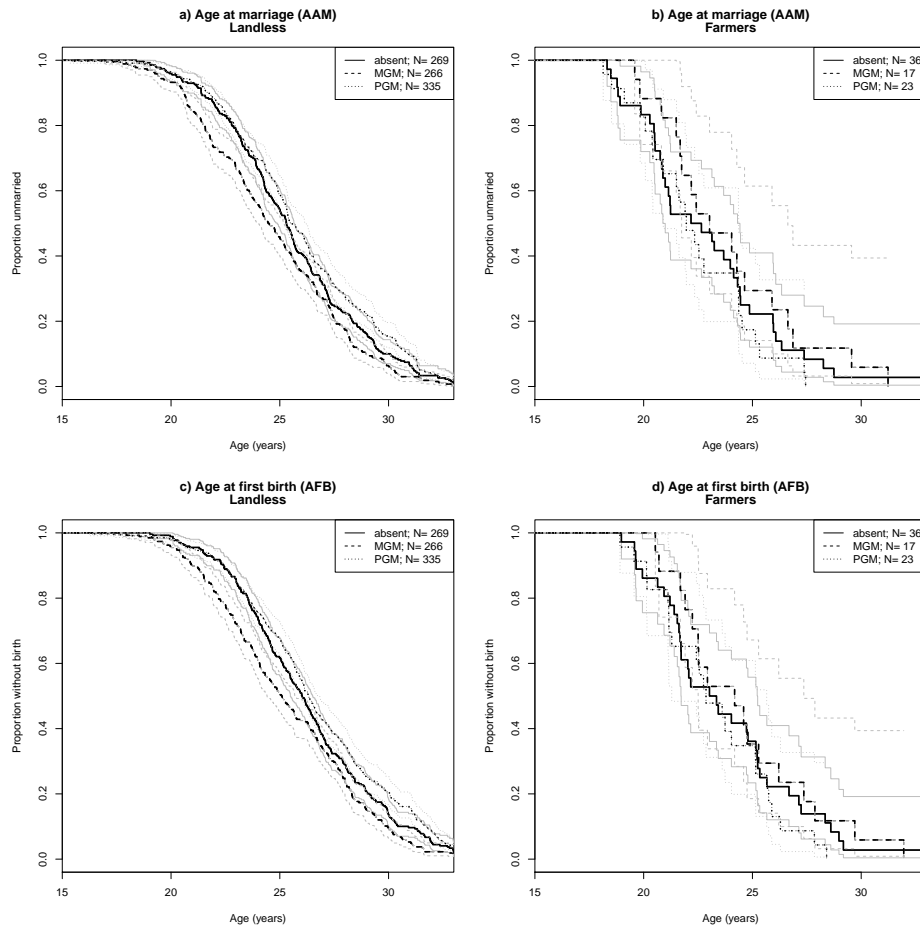 a) Age at marriage (AAM)
Landless
absent; N= 269
MGM; N= 266
PGM; N= 335
Proportion unmarried
1.0
0.8
0.6
0.4
0.2
0.0
15 20 25 30
Age (years)
b) Age at marriage (AAM)
Farmers
absent; N= 36
MGM; N= 17
PGM; N= 23
Proportion unmarried
1.0
0.8
0.6
0.4
0.2
0.0
15 20 25 30
Age (years)
c) Age at first birth (AFB)
Landless
absent; N= 269
MGM; N= 266
PGM; N= 335
Proportion without birth
1.0
0.8
0.6
0.4
0.2
0.0
15 20 25 30
Age (years)
d) Age at first birth (AFB)
Farmers
absent; N= 36
MGM; N= 17
PGM; N= 23
Proportion without birth
1.0
0.8
0.6
0.4
0.2
0.0
15 20 25 30
Age (years)